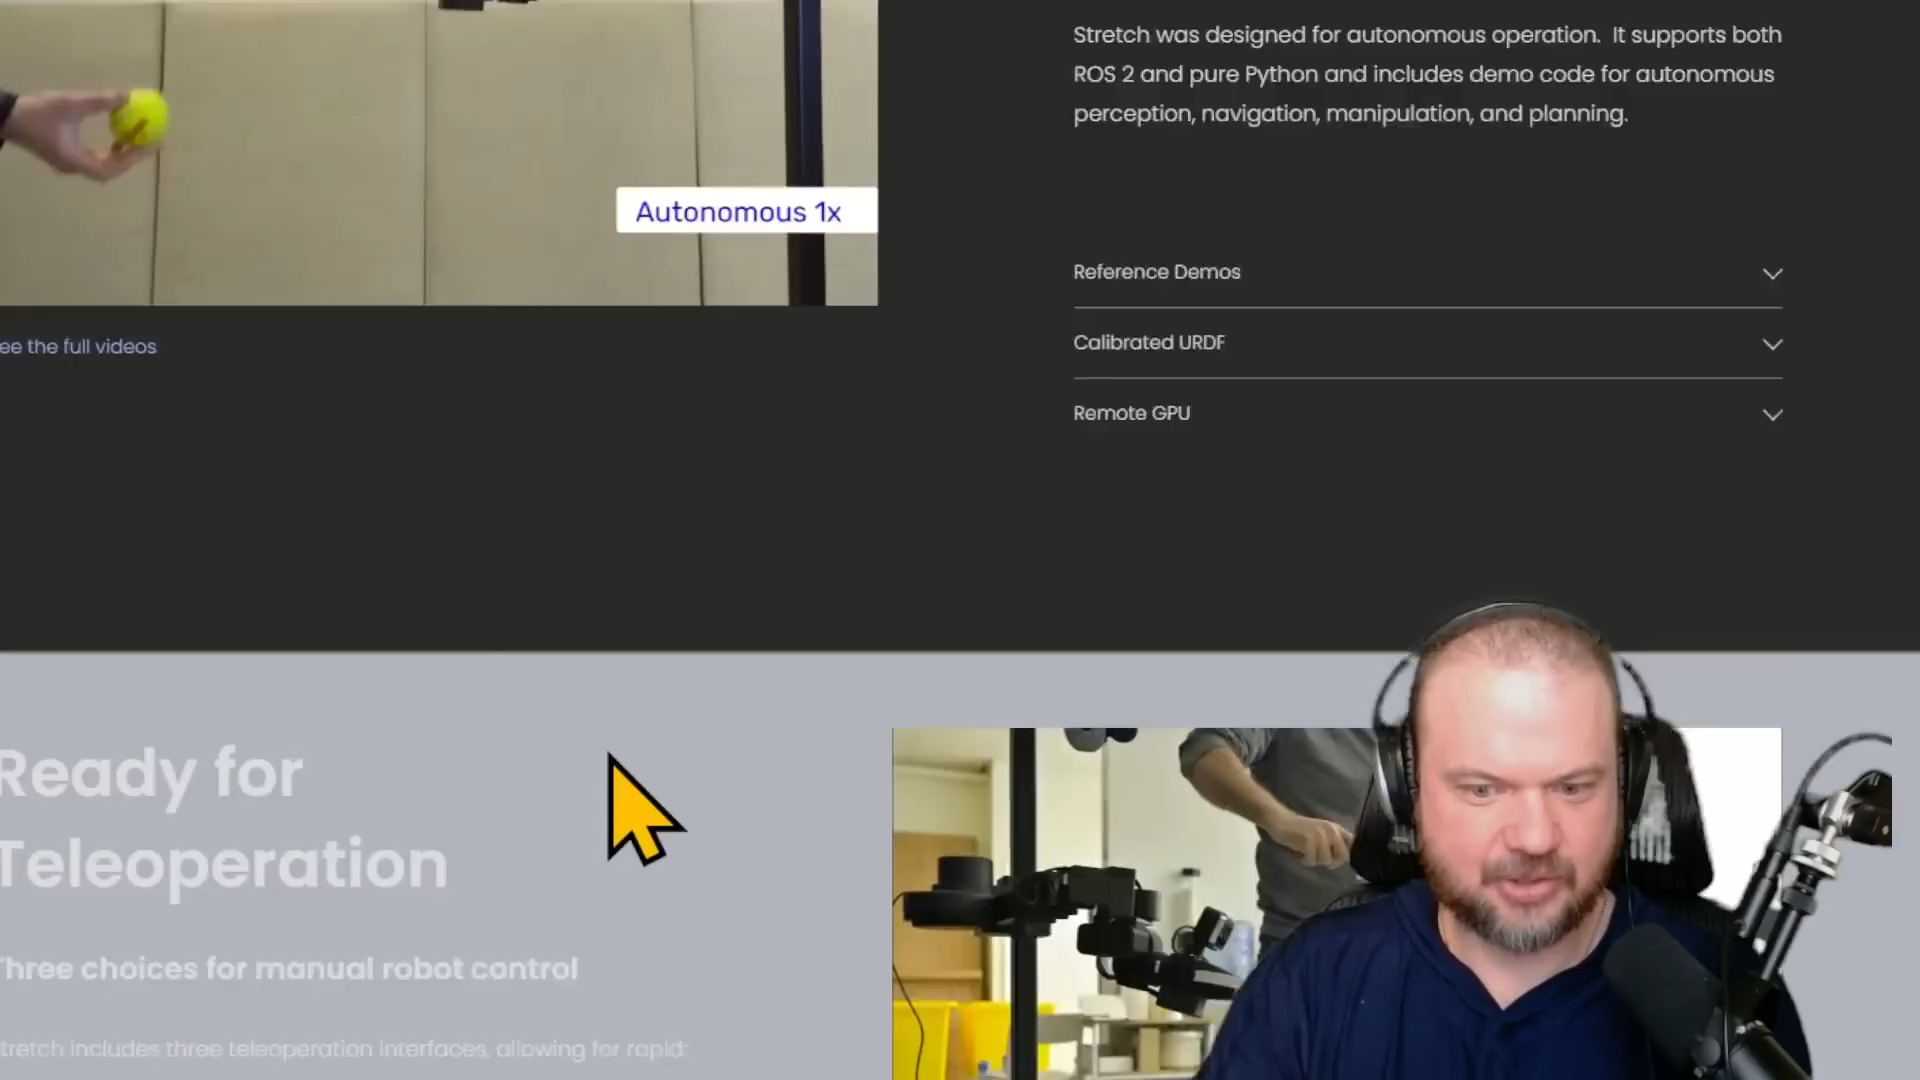 Stretch was designed for autonomous operation. It supports both
ROS 2 and pure Python and includes demo code for autonomous
perception, navigation, manipulation, and planning.
Autonomous 1x
Reference Demos
Calibrated URDF
Remote GPU
ee the full videos
Ready for
Teleoperation
Three choices for manual robot control
tretch includes three teleoperation interfaces, allowing for rapid: